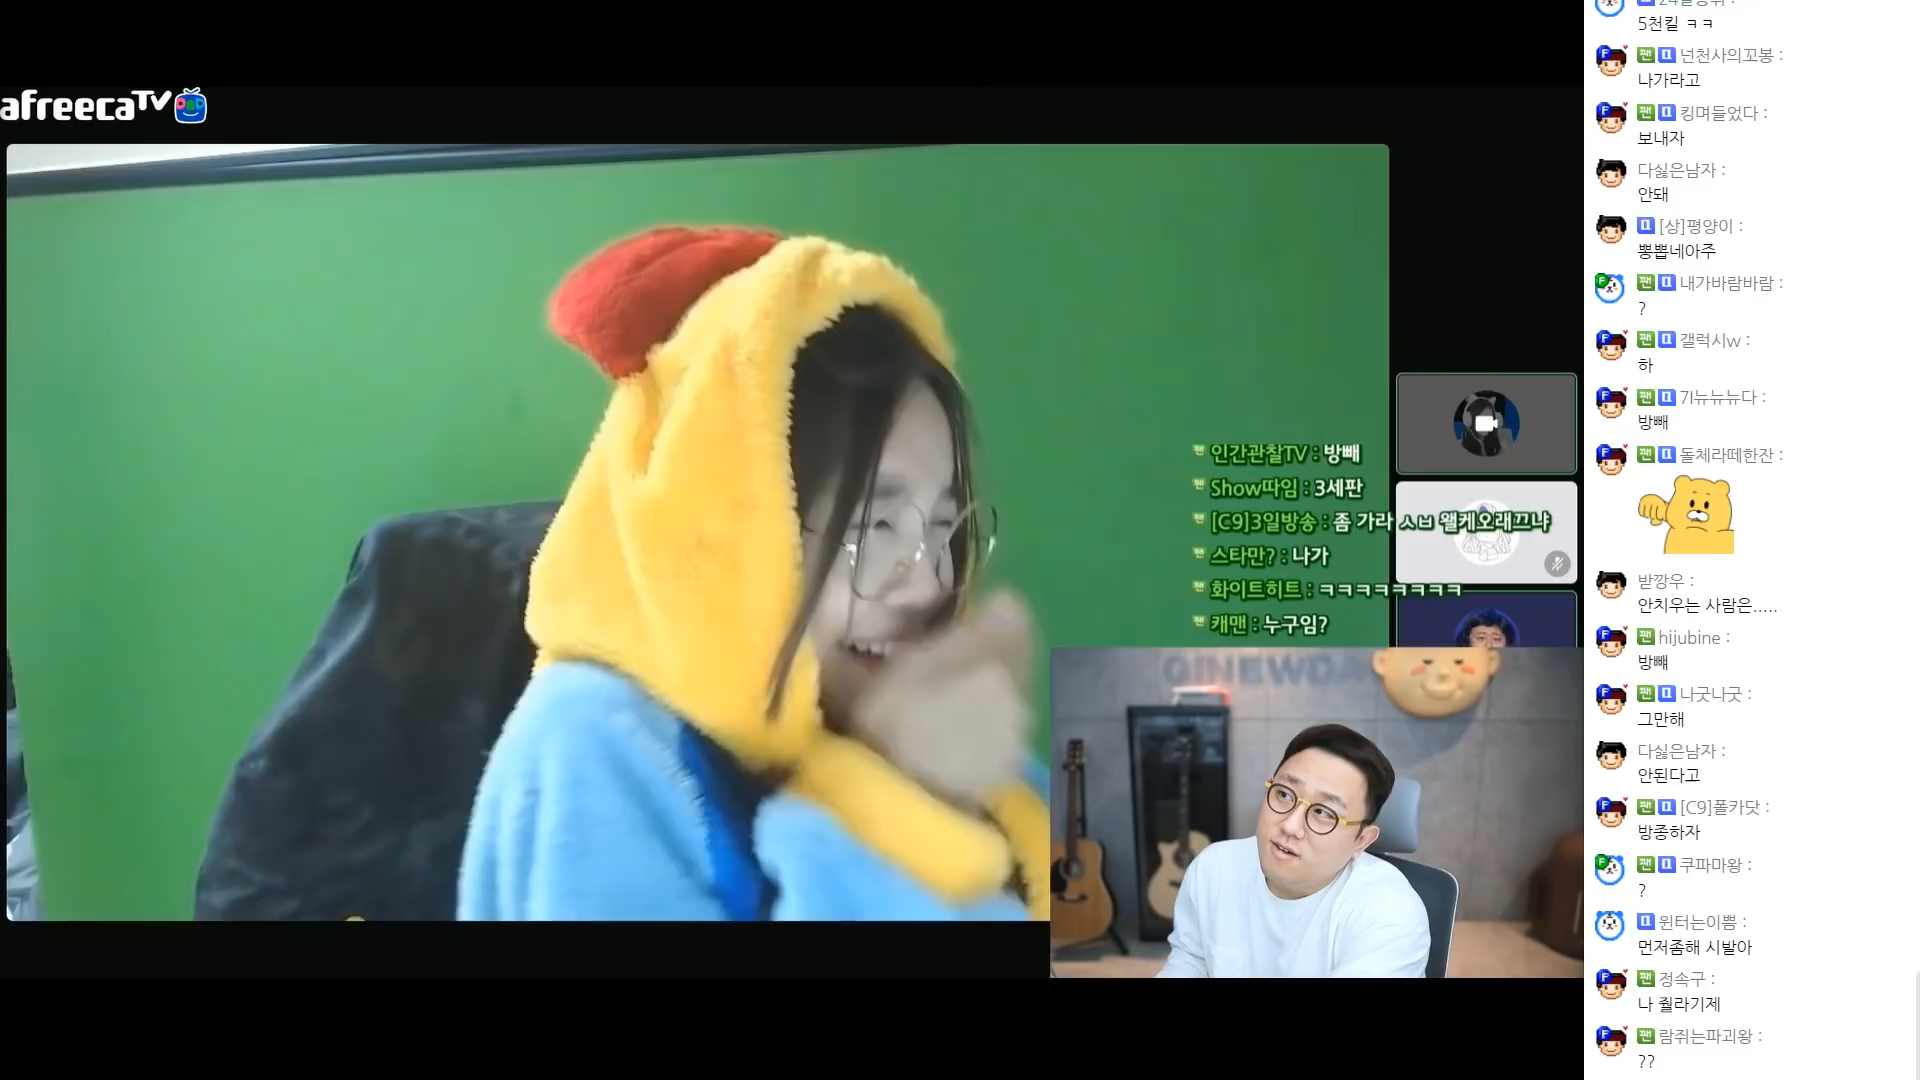 afreecaTV
인간관찰TV : 방빼
Show따임 : 3세판
[C9]3일방송 : 좀 가라 ㅅㅂ 왤케오래끄냐
스타만? : 나가
화이트히트 : ㅋㅋㅋㅋㅋㅋㅋㅋ
캐맨 : 누구임?
5천킬 ㅋㅋ
팬 넌천사의꼬봉 :
나가라고
팬 킹며들었다 :
보내자
다싫은남자 :
안돼
[상]평양이 :
뽕뽑네아주
팬 내가바람바람 :
?
팬 갤럭시w :
하
팬 7l뉴뉴뉴다 :
방빼
팬 돌체라떼한잔 :
받깡우 :
안치우는 사람은.....
팬 hijubine :
방빼
팬 나굿나굿 :
그만해
다싫은남자 :
안된다고
팬 [C9]폴카닷 :
방종하자
팬 쿠파마왕 :
?
윈터는이쁨 :
먼저좀해 시발아
팬 정속구 :
나 줠라기제
팬 람쥐는파괴왕 :
??